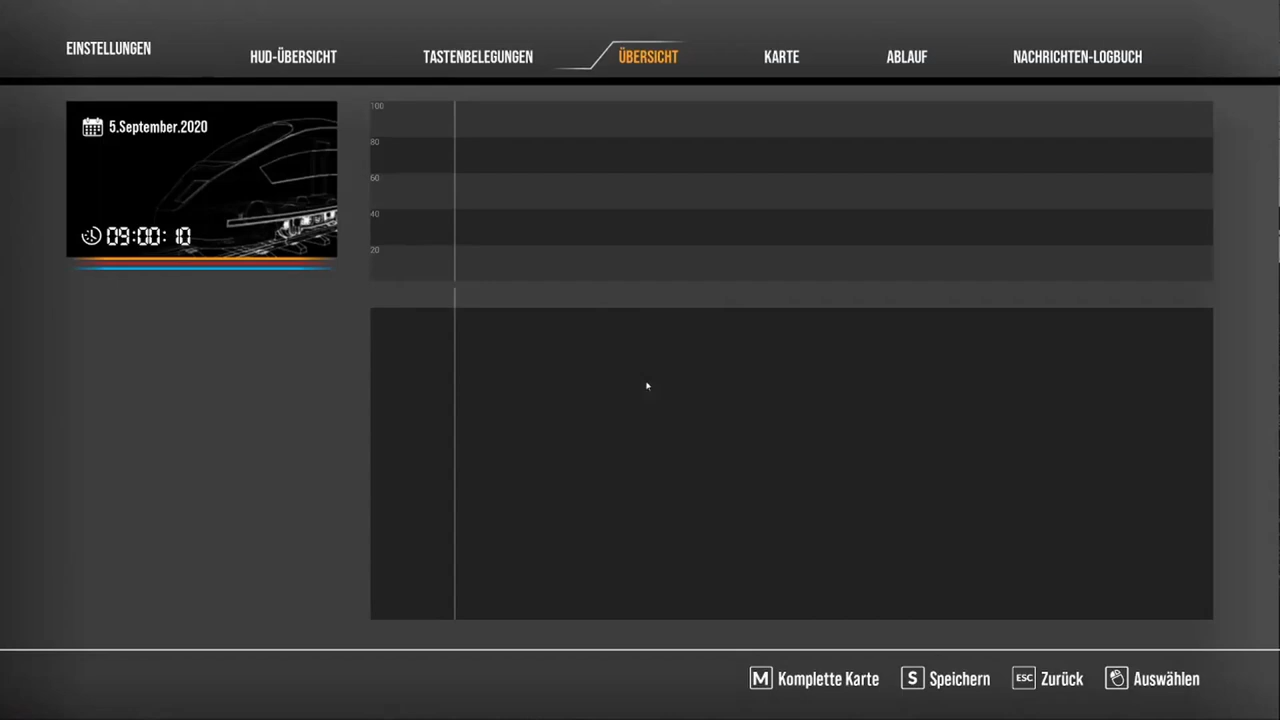 EINSTELLUNGEN
HUD-ÜBERSICHT
TASTENBELEGUNGEN
ÜBERSICHT
KARTE
ABLAUF
NACHRICHTEN-LOGBUCH
5.September.2020
09:00:10
100
80
60
40
20
M Komplette Karte
S Speichern
ESC Zurück
Auswählen